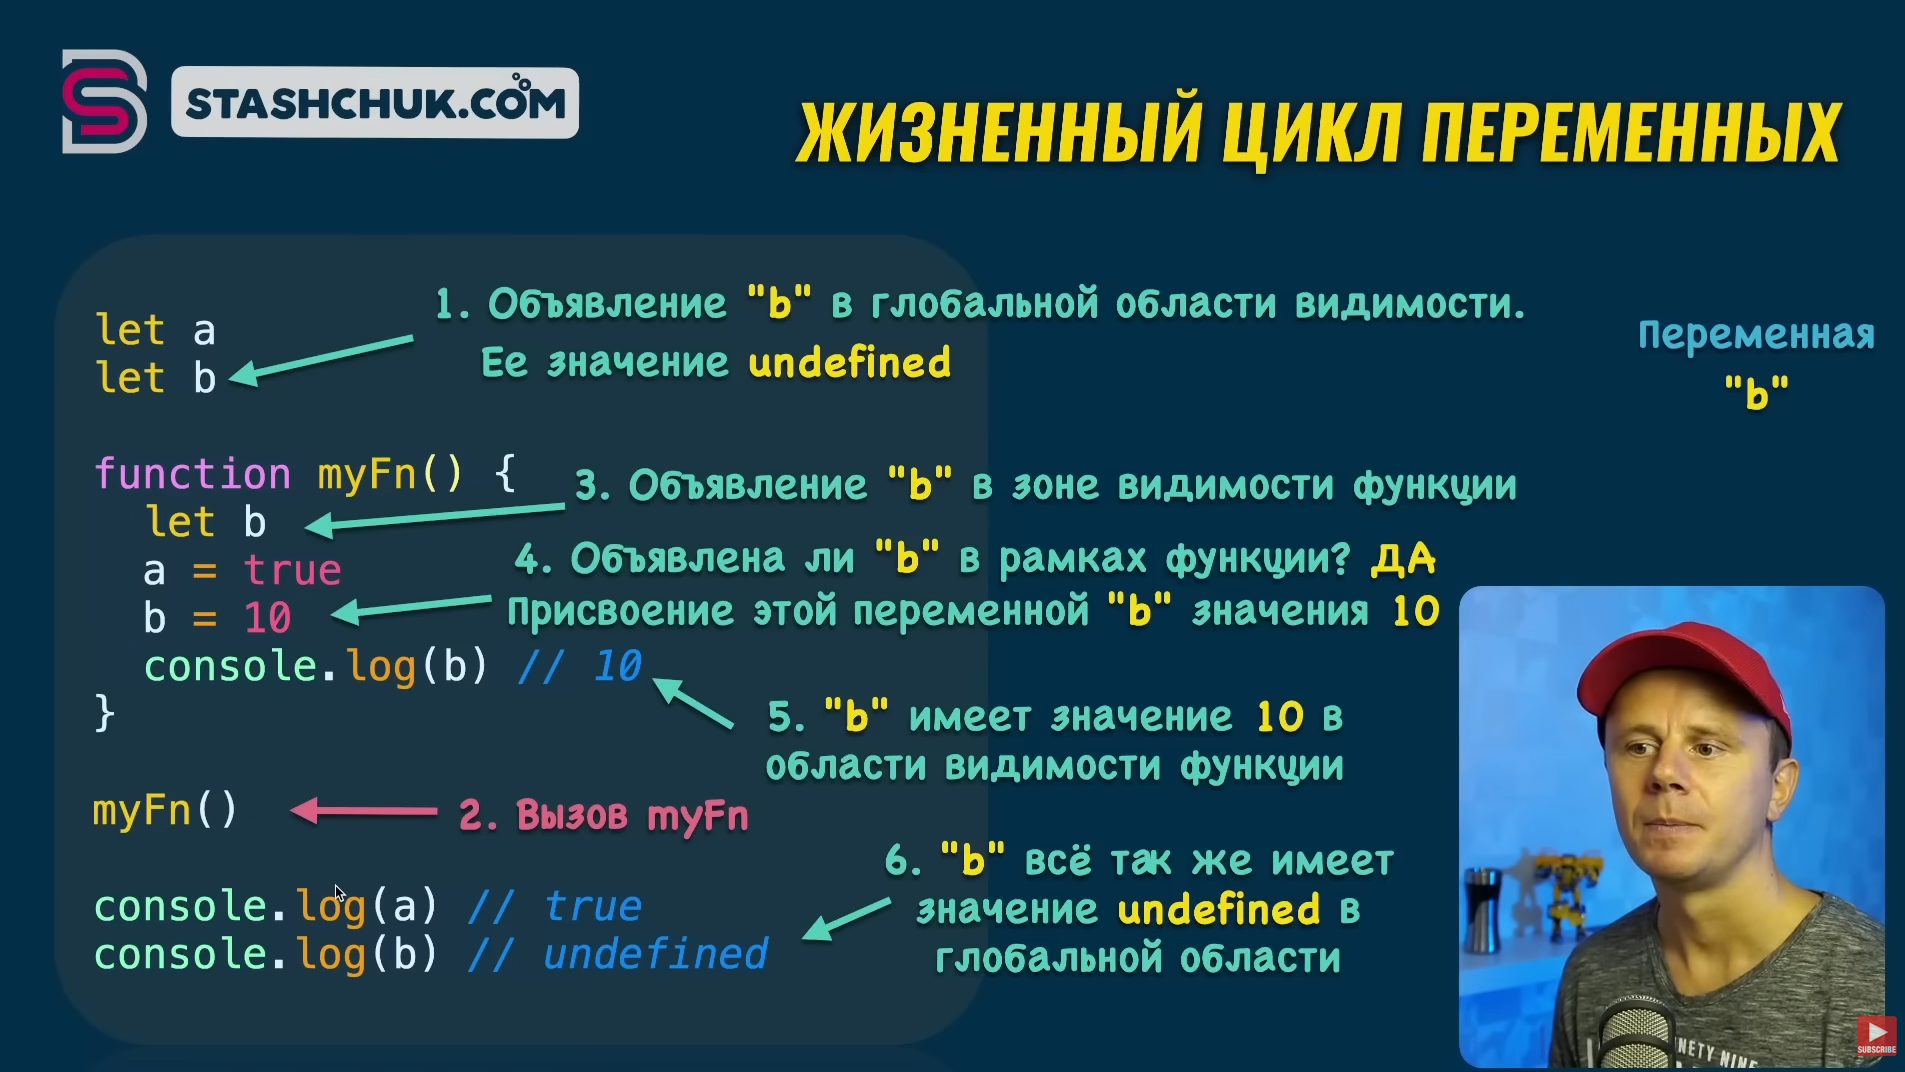 STASHCHUK.COM
ЖИЗНЕННЫЙ ЦИКЛ ПЕРЕМЕННЫХ
1. Объявление "b" в глобальной области видимости.
Ее значение undefined
Переменная
"b"
let a
let b
function myFn() {
3. Объявление "b" в зоне видимости функции
let b
4. Объявлена ли "b" в рамках функции? ДА
a = true
Присвоение этой переменной "b" значения 10
b = 10
console.log(b) // 10
}
5. "b" имеет значение 10 в
области видимости функции
myFn()
2. Вызов myFn
6. "b" всё так же имеет
значение undefined в
глобальной области
console.log(a) // true
console.log(b) // undefined
NETY NINE
SUBSCRIBE